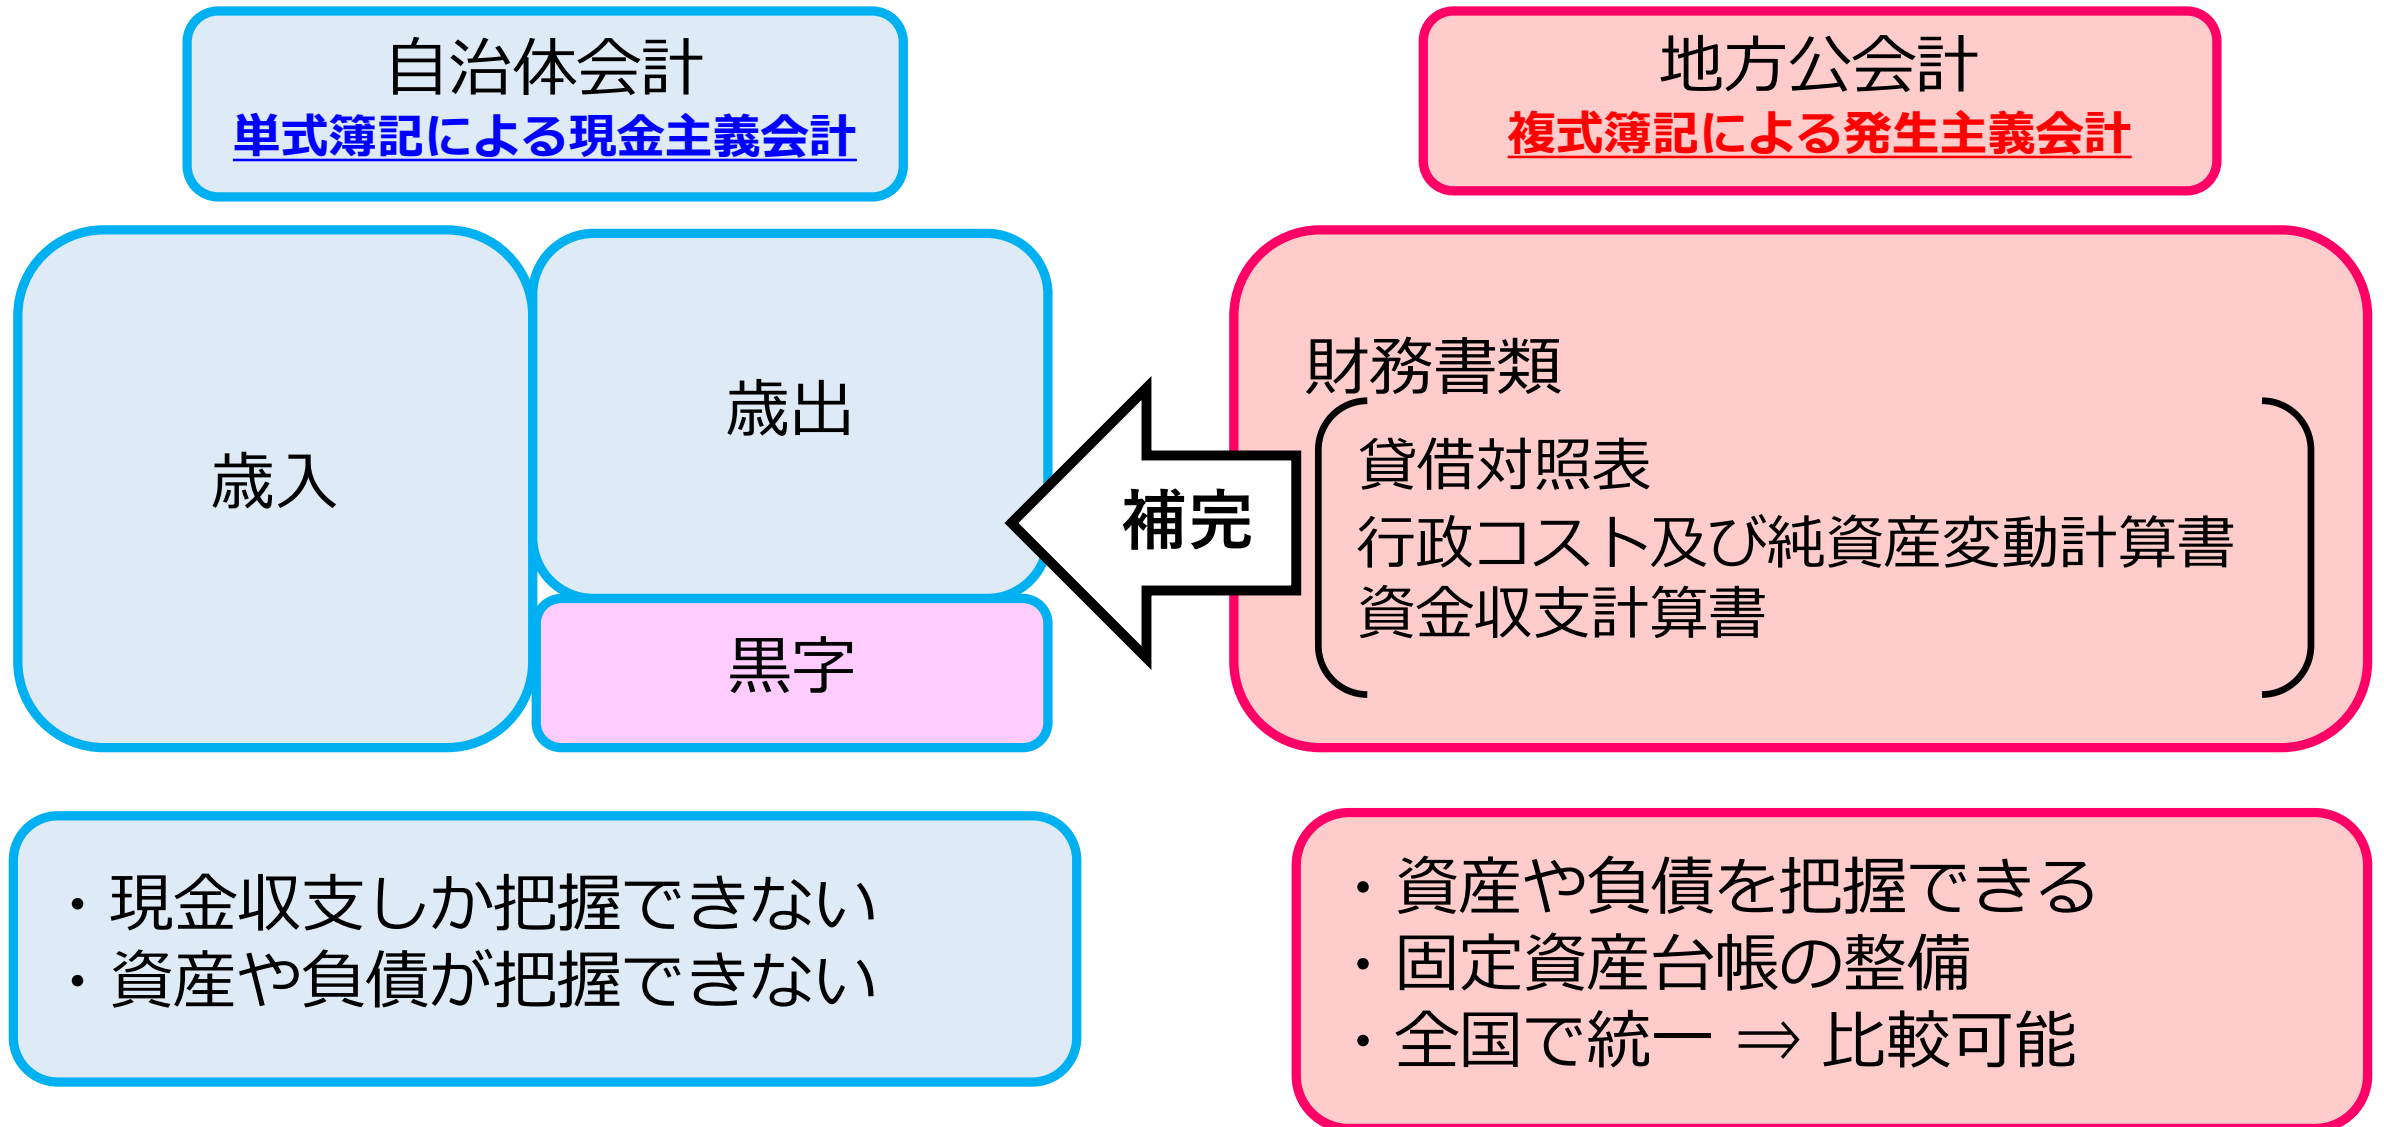 自治体会計
単式簿記による現金主義会計
歳入
歳出
黒字
・現金収支しか把握できない
・資産や負債が把握できない
補完
地方公会計
複式簿記による発生主義会計
財務書類
貸借対照表
行政コスト及び純資産変動計算書
資金収支計算書
・資産や負債を把握できる
・固定資産台帳の整備
・全国で統一 ⇒ 比較可能